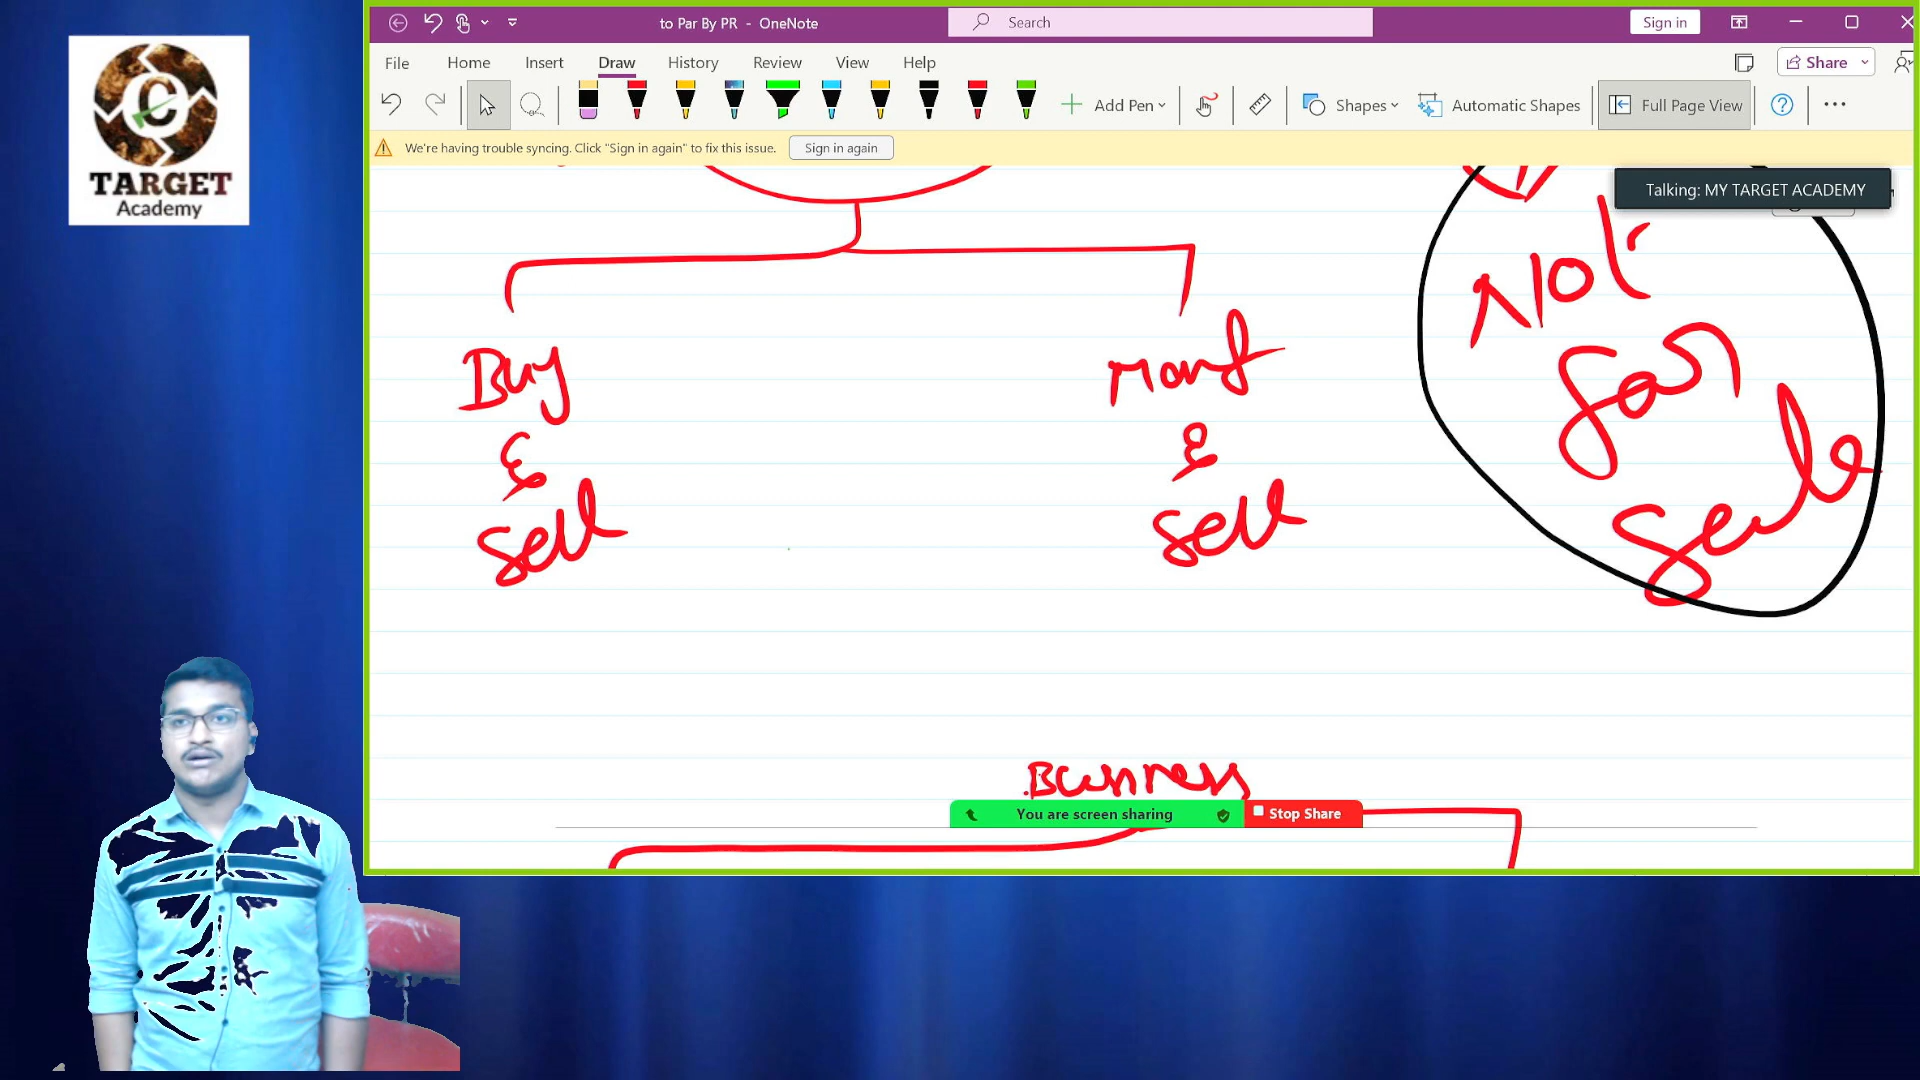 to Par By PR - OneNote
Search
Sign in
File Home Insert Draw History Review View Help
Share
Add Pen
Shapes
Automatic Shapes
Full Page View
We're having trouble syncing. Click "Sign in again" to fix this issue.
Sign in again
Talking: MY TARGET ACADEMY
C
TARGET
Academy
Buy
&
Sell
Manf
&
Sell
Not
for
Sale
Business
You are screen sharing
Stop Share